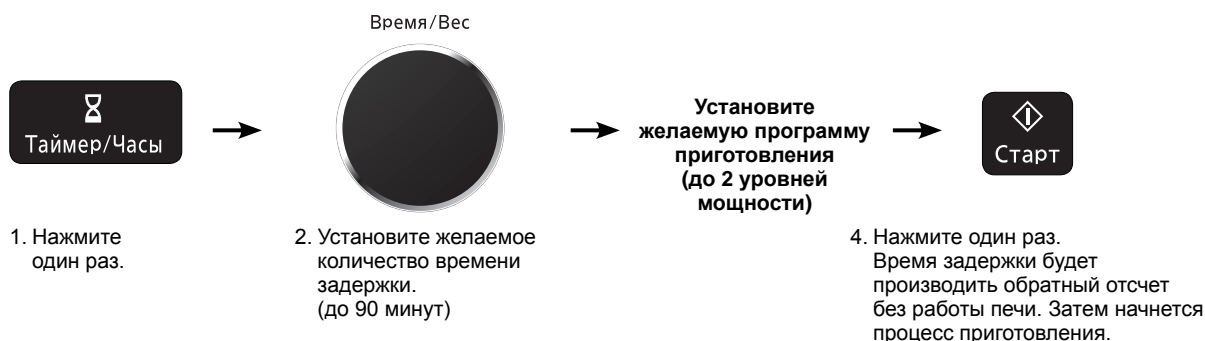 Время/Вес
Таймер/Часы
Установите
желаемую программу
приготовления
(до 2 уровней
мощности)
Старт
1. Нажмите
один раз.
2. Установите желаемое
количество времени
задержки.
(до 90 минут)
4. Нажмите один раз.
Время задержки будет
производить обратный отсчет
без работы печи. Затем начнется
процесс приготовления.